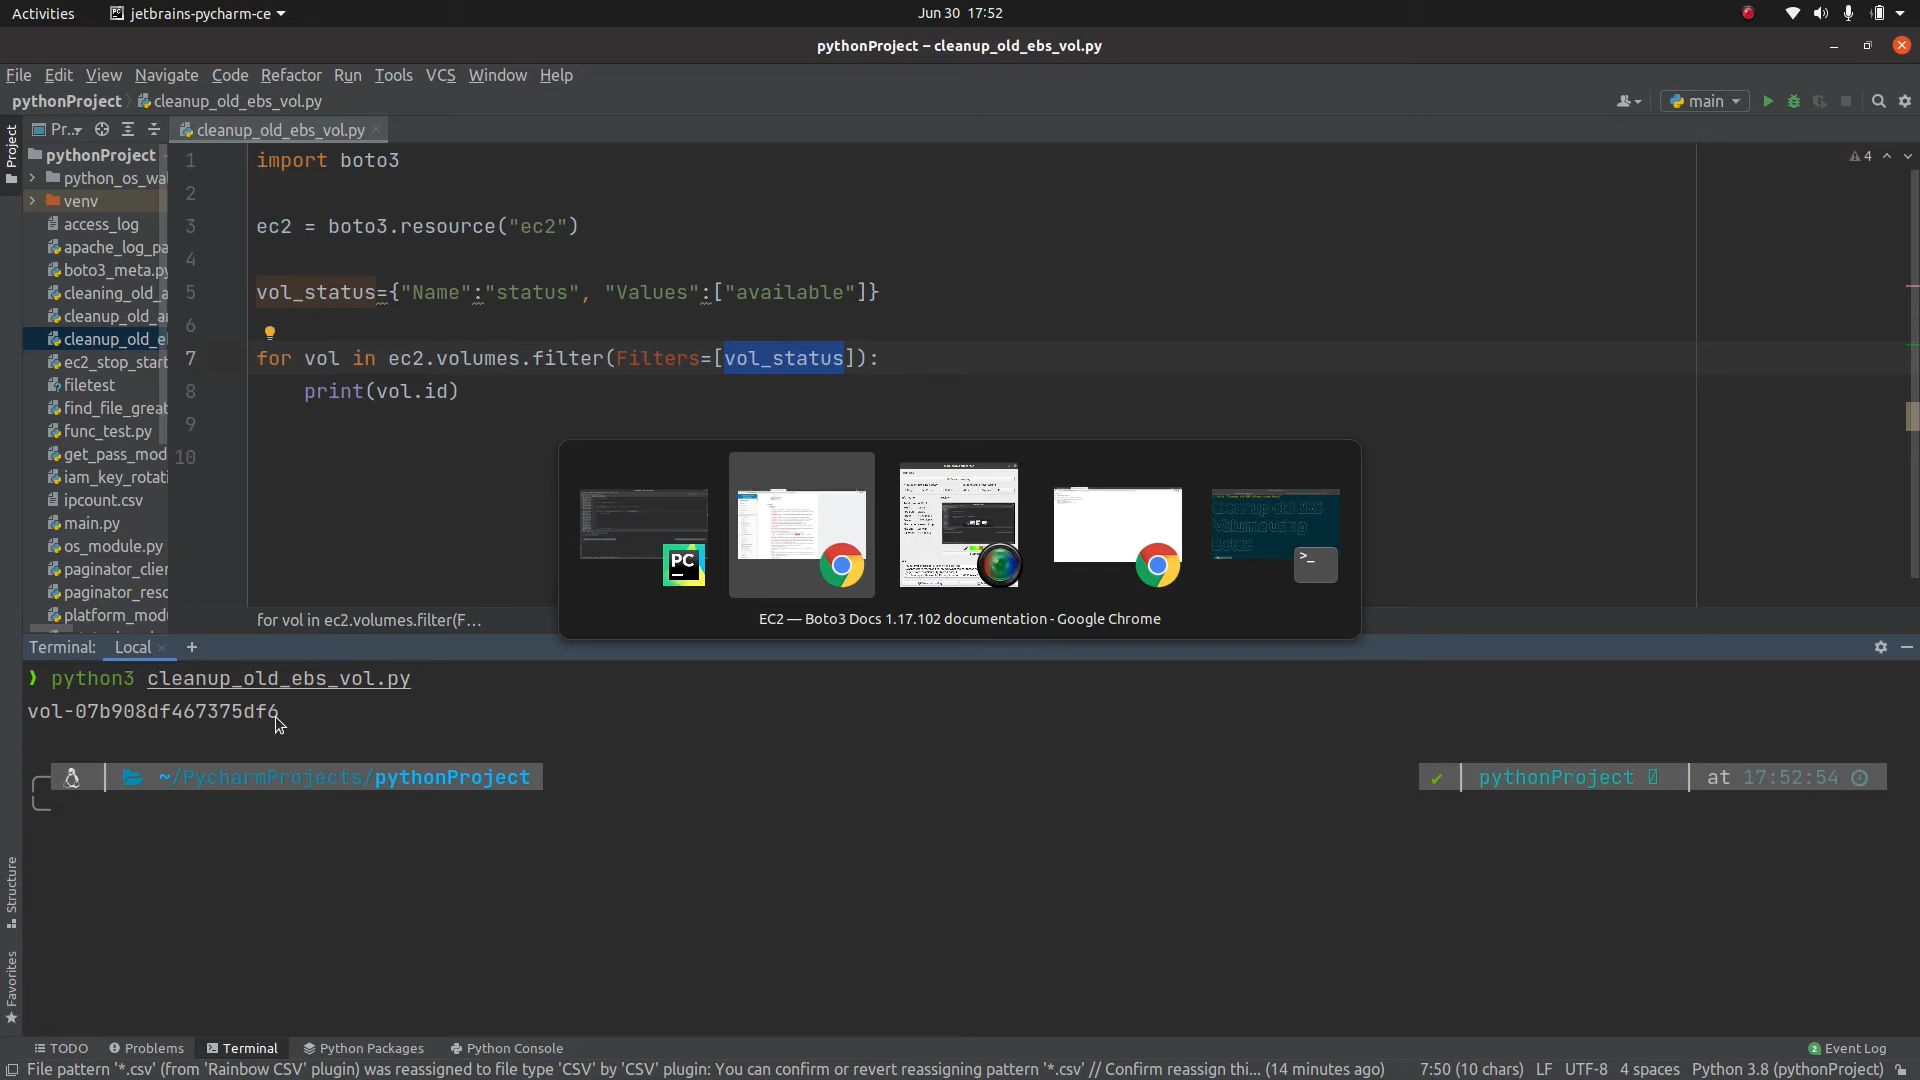 Activities
jetbrains-pycharm-ce
Jun 30 17:52
pythonProject – cleanup_old_ebs_vol.py
File Edit View Navigate Code Refactor Run Tools VCS Window Help
pythonProject cleanup_old_ebs_vol.py
main
Project
Pr..
cleanup_old_ebs_vol.py
pythonProject
python_os_wa
venv
access_log
apache_log_pa
boto3_meta.py
cleaning_old_a
cleanup_old_a
cleanup_old_e
ec2_stop_start
filetest
find_file_great
func_test.py
get_pass_mod
iam_key_rotati
ipcount.csv
main.py
os_module.py
paginator_clien
paginator_reso
platform_modu
1 import boto3
2
3 ec2 = boto3.resource("ec2")
4
5 vol_status={"Name":"status", "Values":["available"]}
6
7 for vol in ec2.volumes.filter(Filters=[vol_status]):
8 print(vol.id)
9
10
4
for vol in ec2.volumes.filter(F...
PC
>_
EC2 — Boto3 Docs 1.17.102 documentation - Google Chrome
Terminal: Local +
❯ python3 cleanup_old_ebs_vol.py
vol-07b908df467375df6
~/PycharmProjects/pythonProject
✔ pythonProject at 17:52:54
Structure
Favorites
TODO Problems Terminal Python Packages Python Console
2 Event Log
File pattern '*.csv' (from 'Rainbow CSV' plugin) was reassigned to file type 'CSV' by 'CSV' plugin: You can confirm or revert reassigning pattern '*.csv' // Confirm reassign thi... (14 minutes ago)
7:50 (10 chars) LF UTF-8 4 spaces Python 3.8 (pythonProject)